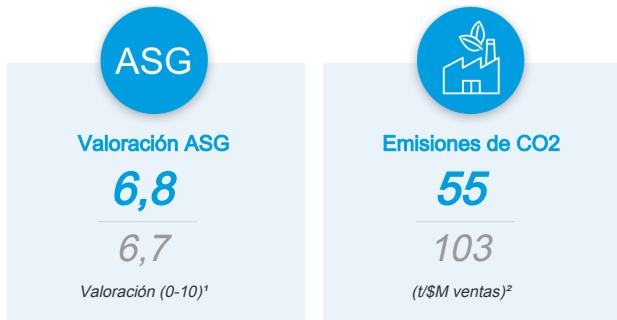 ASG
Valoración ASG
6,8
6,7
Valoración (0-10)¹
Emisiones de CO2
55
103
(t/$M ventas)²